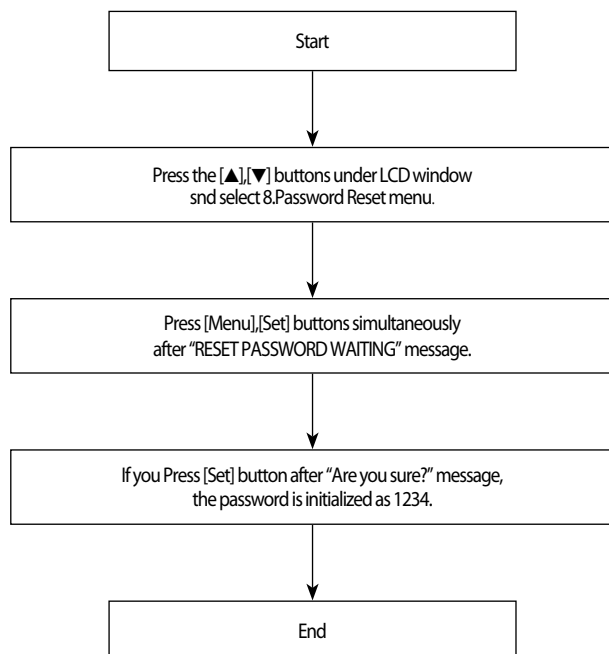 Start
Press the [▲],[▼] buttons under LCD window
snd select 8.Password Reset menu.
Press [Menu],[Set] buttons simultaneously
after “RESET PASSWORD WAITING” message.
If you Press [Set] button after “Are you sure?” message,
the password is initialized as 1234.
End